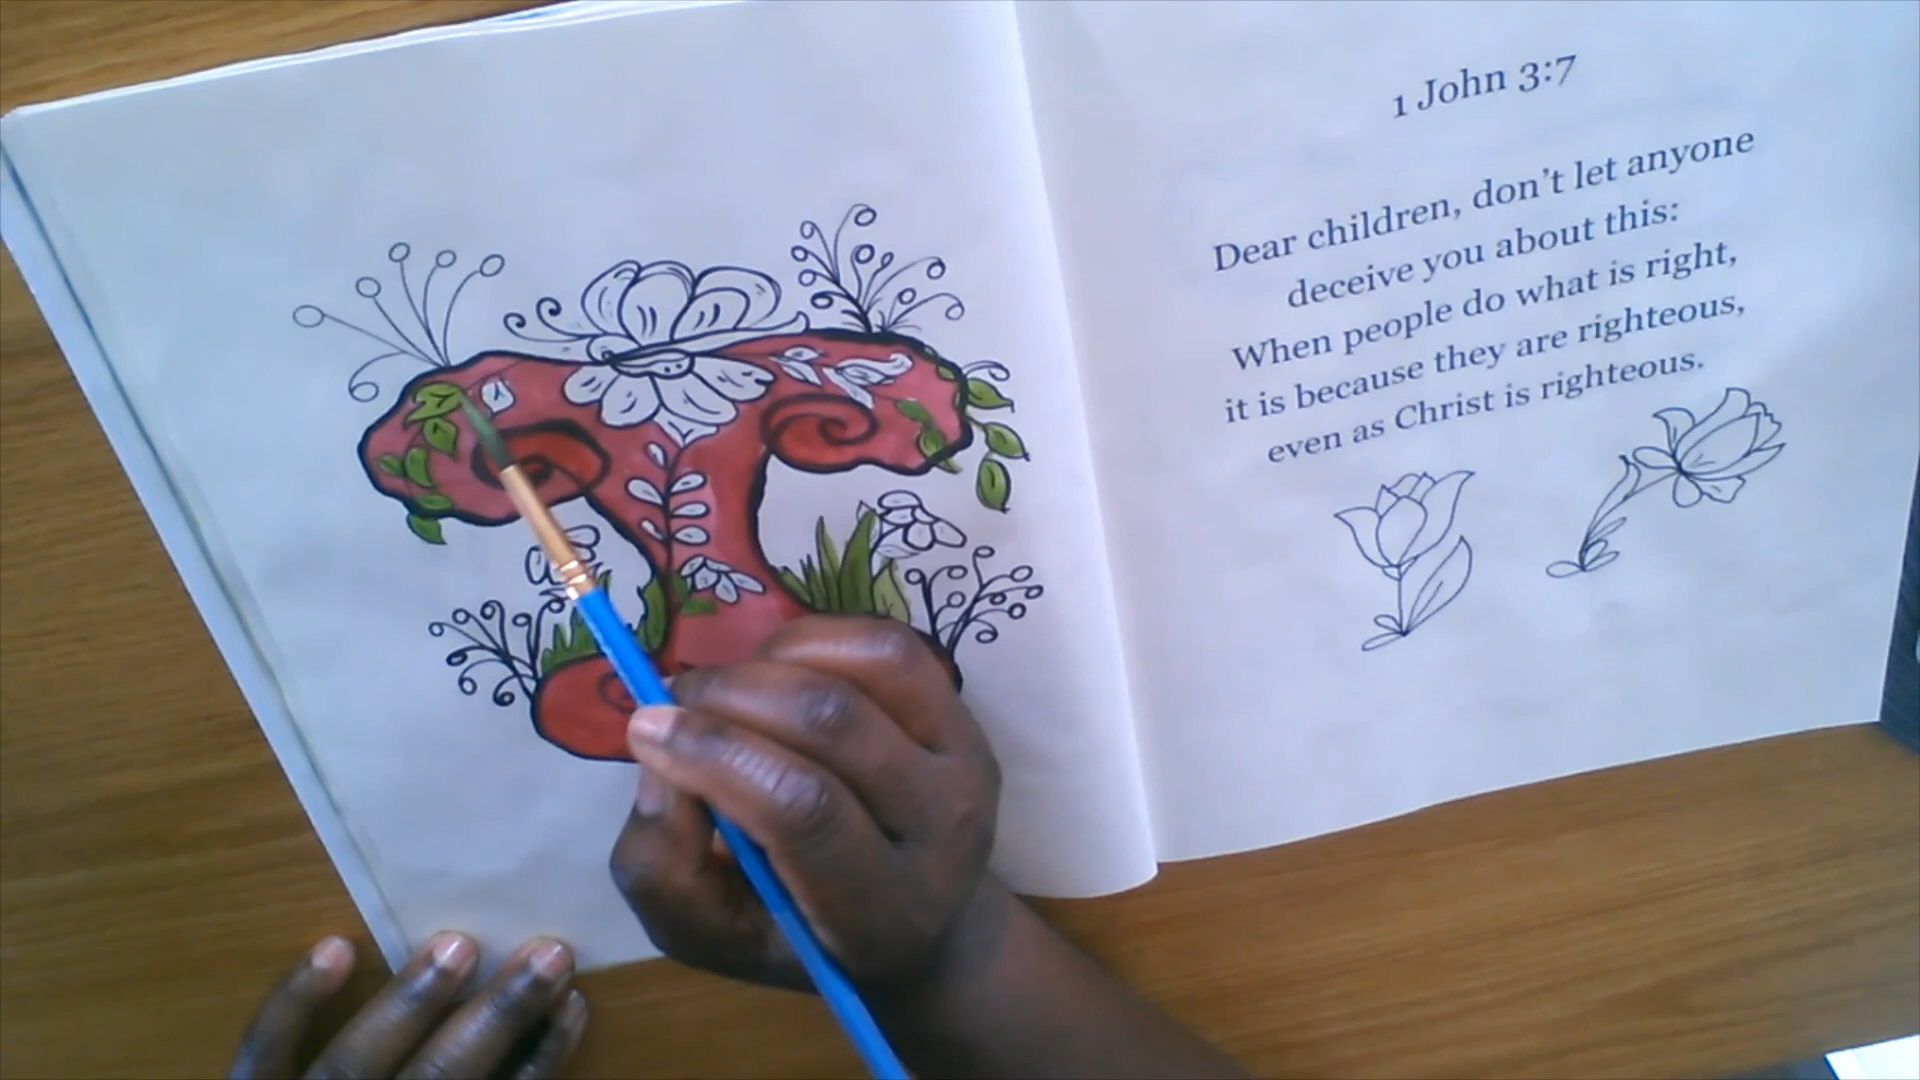 1 John 3:7
Dear children, don't let anyone
deceive you about this:
When people do what is right,
it is because they are righteous,
even as Christ is righteous.